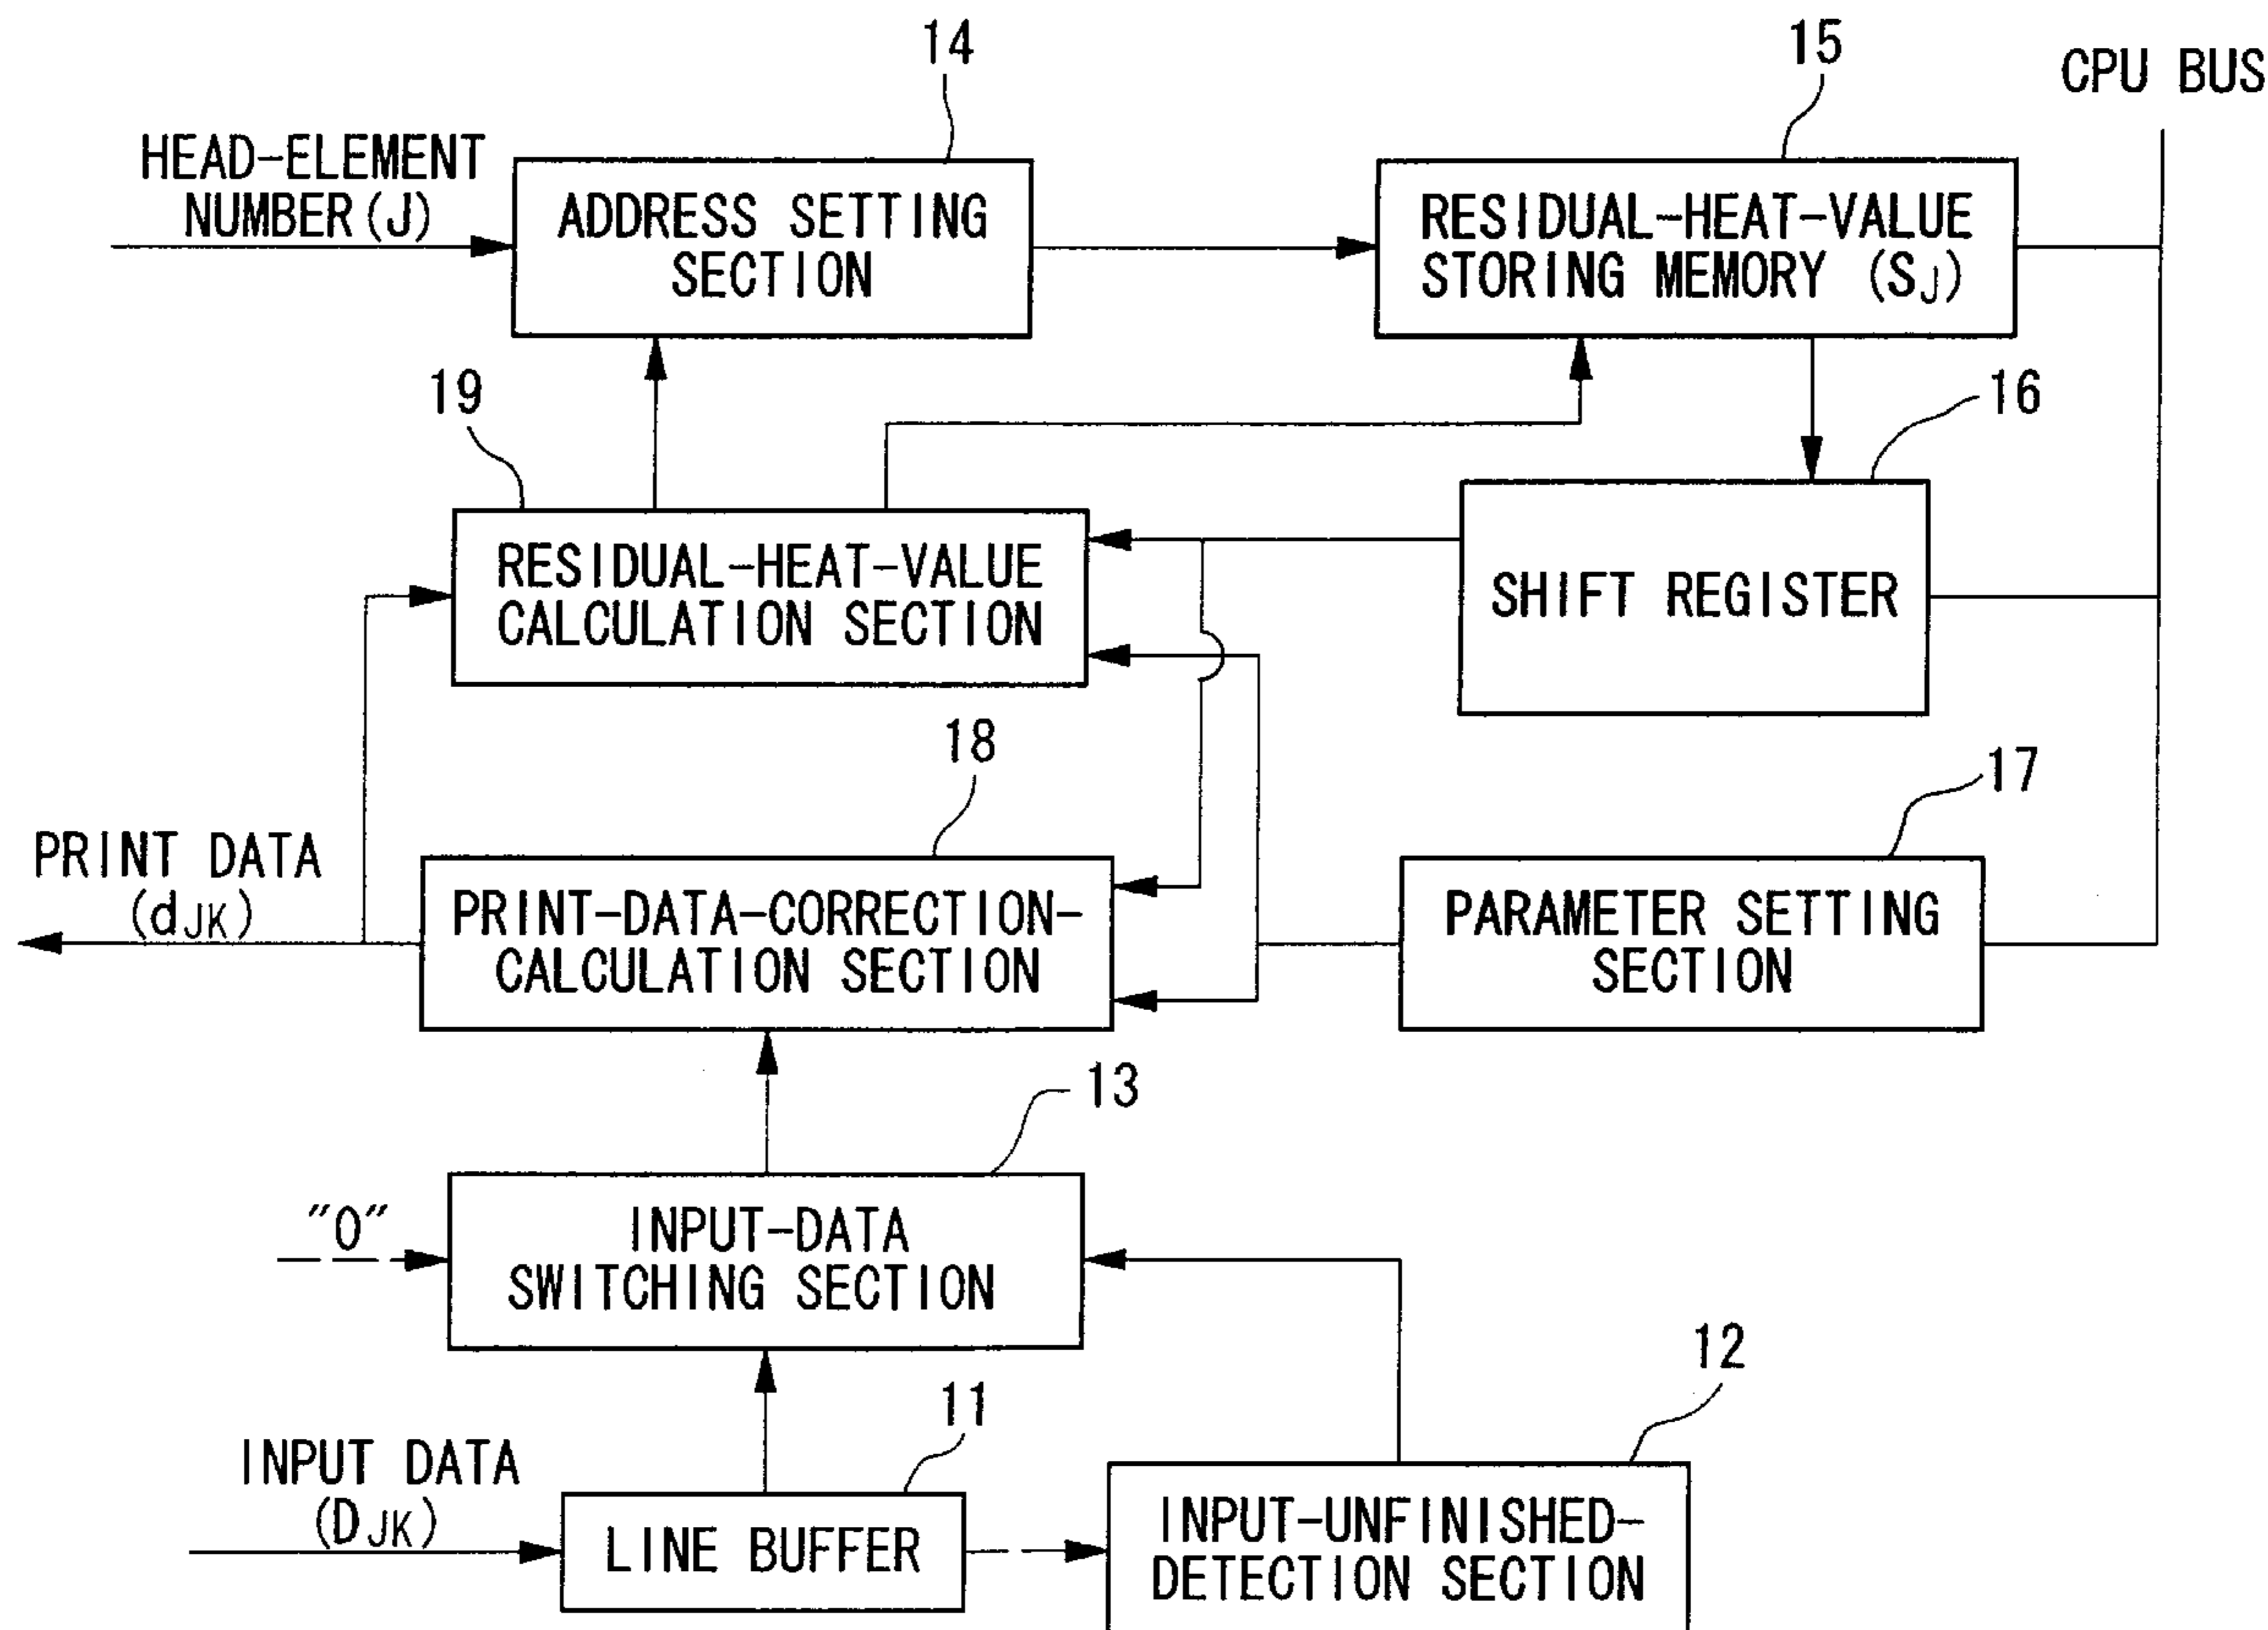 14
15
CPU BUS
HEAD-ELEMENT
NUMBER(J)
ADDRESS SETTING
SECTION
RESIDUAL-HEAT-VALUE
STORING MEMORY (SJ)
19
16
RESIDUAL-HEAT-VALUE
CALCULATION SECTION
SHIFT REGISTER
18
17
PRINT DATA
(dJK)
PRINT-DATA-CORRECTION-
CALCULATION SECTION
PARAMETER SETTING
SECTION
13
"0"
INPUT-DATA
SWITCHING SECTION
12
11
INPUT DATA
(DJK)
LINE BUFFER
INPUT-UNFINISHED-
DETECTION SECTION